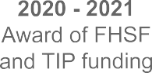 2020 - 2021
Award of FHSF
and TIP funding